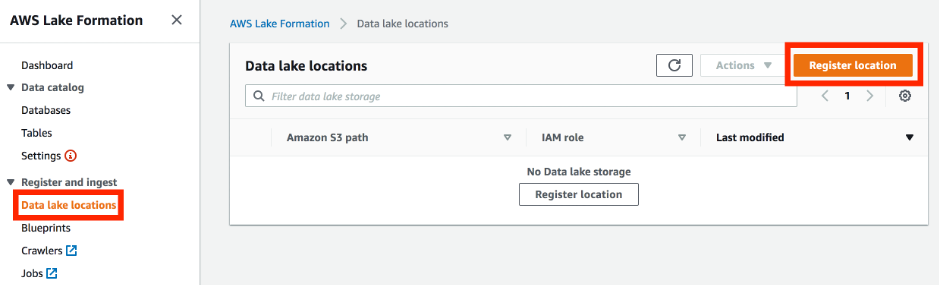 AWS Lake Formation
Dashboard
Data catalog
Databases
Tables
Settings
Register and ingest
Data lake locations
Blueprints
Crawlers
Jobs
AWS Lake Formation > Data lake locations
Data lake locations
Actions
Register location
Filter data lake storage
1
Amazon S3 path
IAM role
Last modified
No Data lake storage
Register location